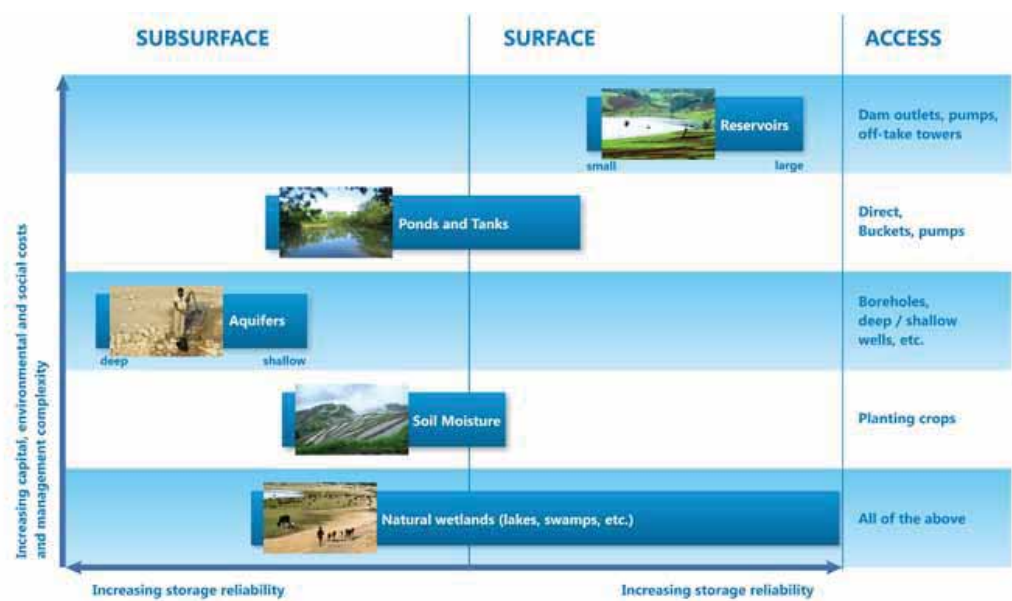 SUBSURFACE
SURFACE
ACCESS
Reservoirs
small
large
Dam outlets, pumps,
off-take towers
Ponds and Tanks
Direct,
Buckets, pumps
Aquifers
deep
shallow
Boreholes,
deep / shallow
wells, etc.
Soil Moisture
Planting crops
Natural wetlands (lakes, swamps, etc.)
All of the above
Increasing capital, environmental and social costs
and management complexity
Increasing storage reliability
Increasing storage reliability